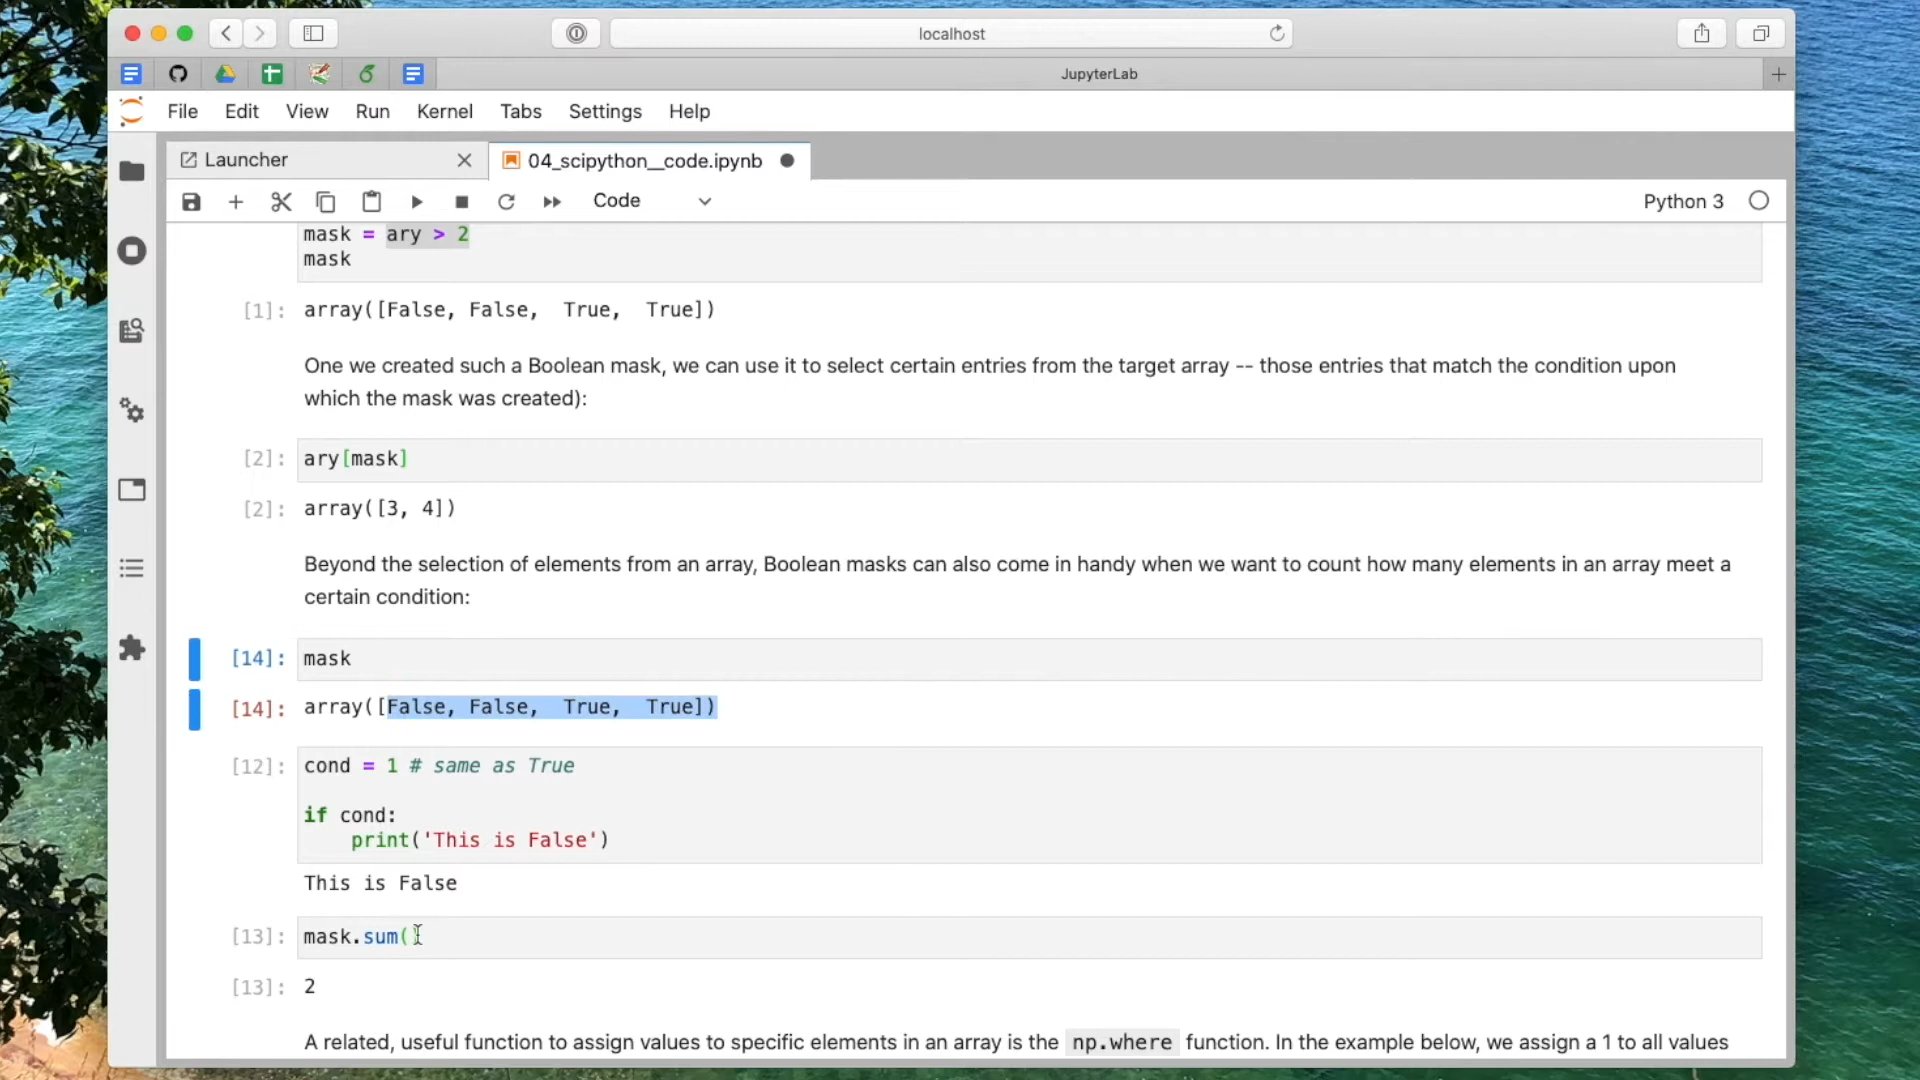 localhost
JupyterLab
File Edit View Run Kernel Tabs Settings Help
Launcher
04_scipython__code.ipynb
Code
Python 3
mask = ary > 2
mask
[1]: array([False, False,  True,  True])
One we created such a Boolean mask, we can use it to select certain entries from the target array -- those entries that match the condition upon
which the mask was created):
[2]: ary[mask]
[2]: array([3, 4])
Beyond the selection of elements from an array, Boolean masks can also come in handy when we want to count how many elements in an array meet a
certain condition:
[14]: mask
[14]: array([False, False,  True,  True])
[12]: cond = 1 # same as True
if cond:
print('This is False')
This is False
[13]: mask.sum()
[13]: 2
A related, useful function to assign values to specific elements in an array is the np.where function. In the example below, we assign a 1 to all values